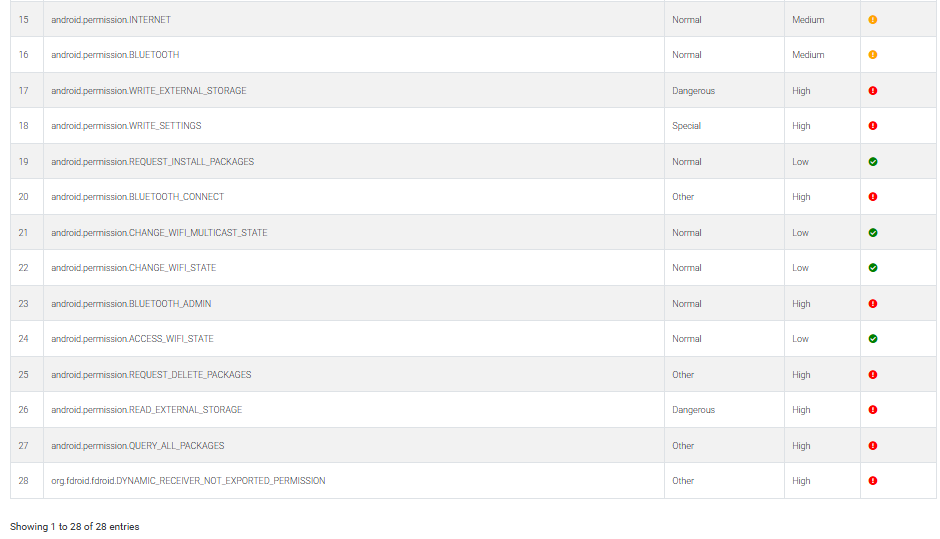 15 android.permission.INTERNET Normal Medium
16 android.permission.BLUETOOTH Normal Medium
17 android.permission.WRITE_EXTERNAL_STORAGE Dangerous High
18 android.permission.WRITE_SETTINGS Special High
19 android.permission.REQUEST_INSTALL_PACKAGES Normal Low
20 android.permission.BLUETOOTH_CONNECT Other High
21 android.permission.CHANGE_WIFI_MULTICAST_STATE Normal Low
22 android.permission.CHANGE_WIFI_STATE Normal Low
23 android.permission.BLUETOOTH_ADMIN Normal High
24 android.permission.ACCESS_WIFI_STATE Normal Low
25 android.permission.REQUEST_DELETE_PACKAGES Other High
26 android.permission.READ_EXTERNAL_STORAGE Dangerous High
27 android.permission.QUERY_ALL_PACKAGES Other High
28 org.fdroid.fdroid.DYNAMIC_RECEIVER_NOT_EXPORTED_PERMISSION Other High
Showing 1 to 28 of 28 entries